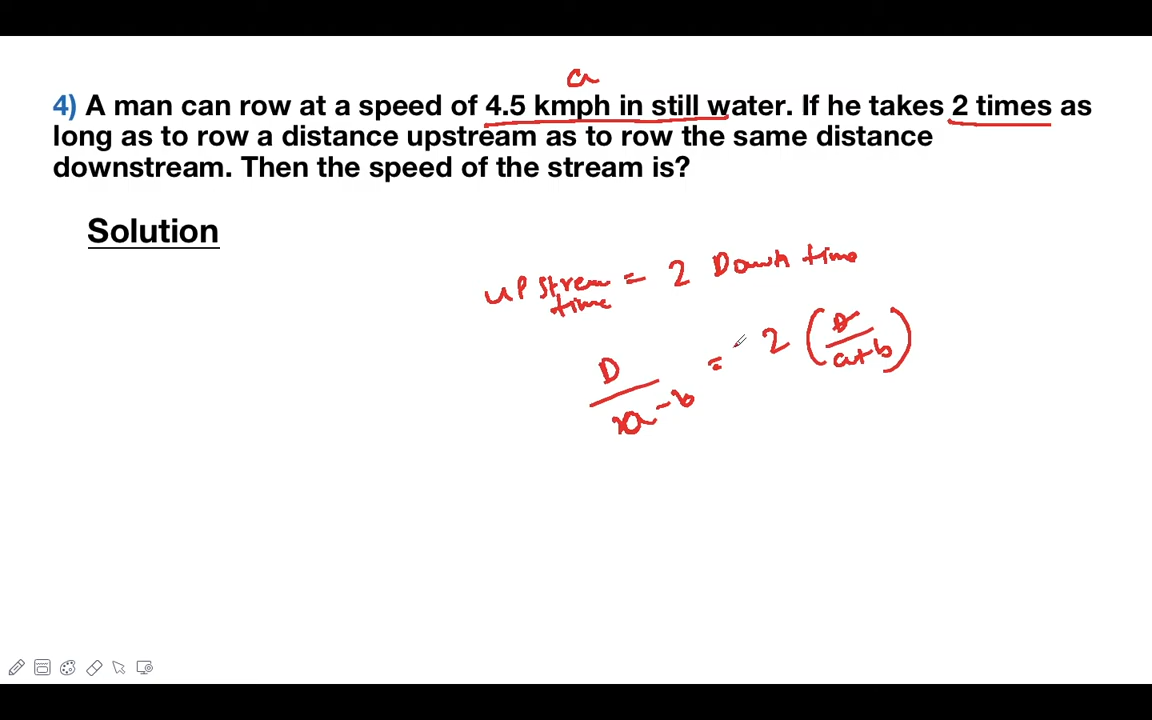 a
4) A man can row at a speed of 4.5 kmph in still water. If he takes 2 times as
long as to row a distance upstream as to row the same distance
downstream. Then the speed of the stream is?
Solution
UP stream time = 2 Down time
D/a-b = 2 (D/a+b)